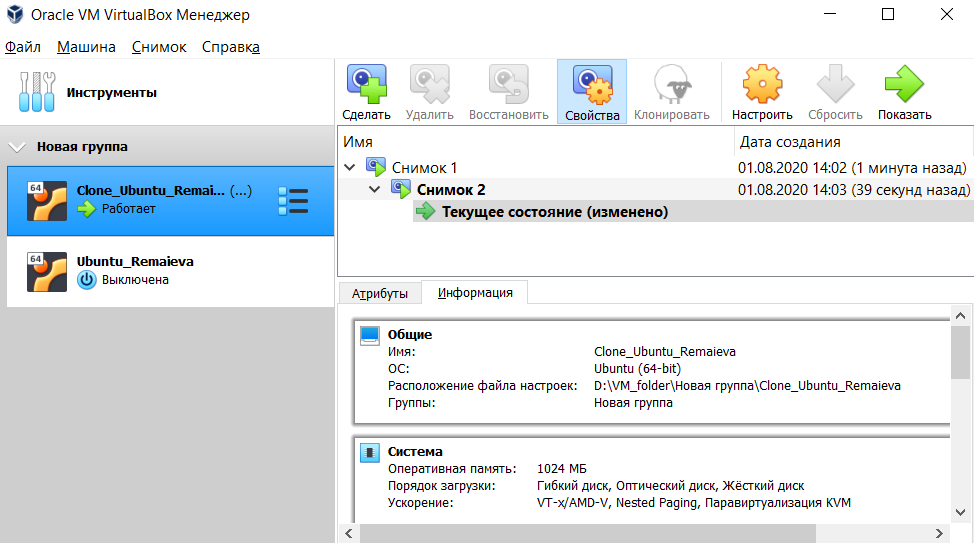 Oracle VM VirtualBox Менеджер
Файл Машина Снимок Справка
Инструменты
Сделать Удалить Восстановить Свойства Клонировать Настроить Сбросить Показать
Новая группа
64
Clone_Ubuntu_Remai... (...)
Работает
64
Ubuntu_Remaieva
Выключена
Имя Дата создания
Снимок 1 01.08.2020 14:02 (1 минута назад)
Снимок 2 01.08.2020 14:03 (39 секунд назад)
Текущее состояние (изменено)
Атрибуты Информация
Общие
Имя: Clone_Ubuntu_Remaieva
ОС: Ubuntu (64-bit)
Расположение файла настроек: D:\VM_folder\Новая группа\Clone_Ubuntu_Remaieva
Группы: Новая группа
Система
Оперативная память: 1024 МБ
Порядок загрузки: Гибкий диск, Оптический диск, Жёсткий диск
Ускорение: VT-x/AMD-V, Nested Paging, Паравиртуализация KVM